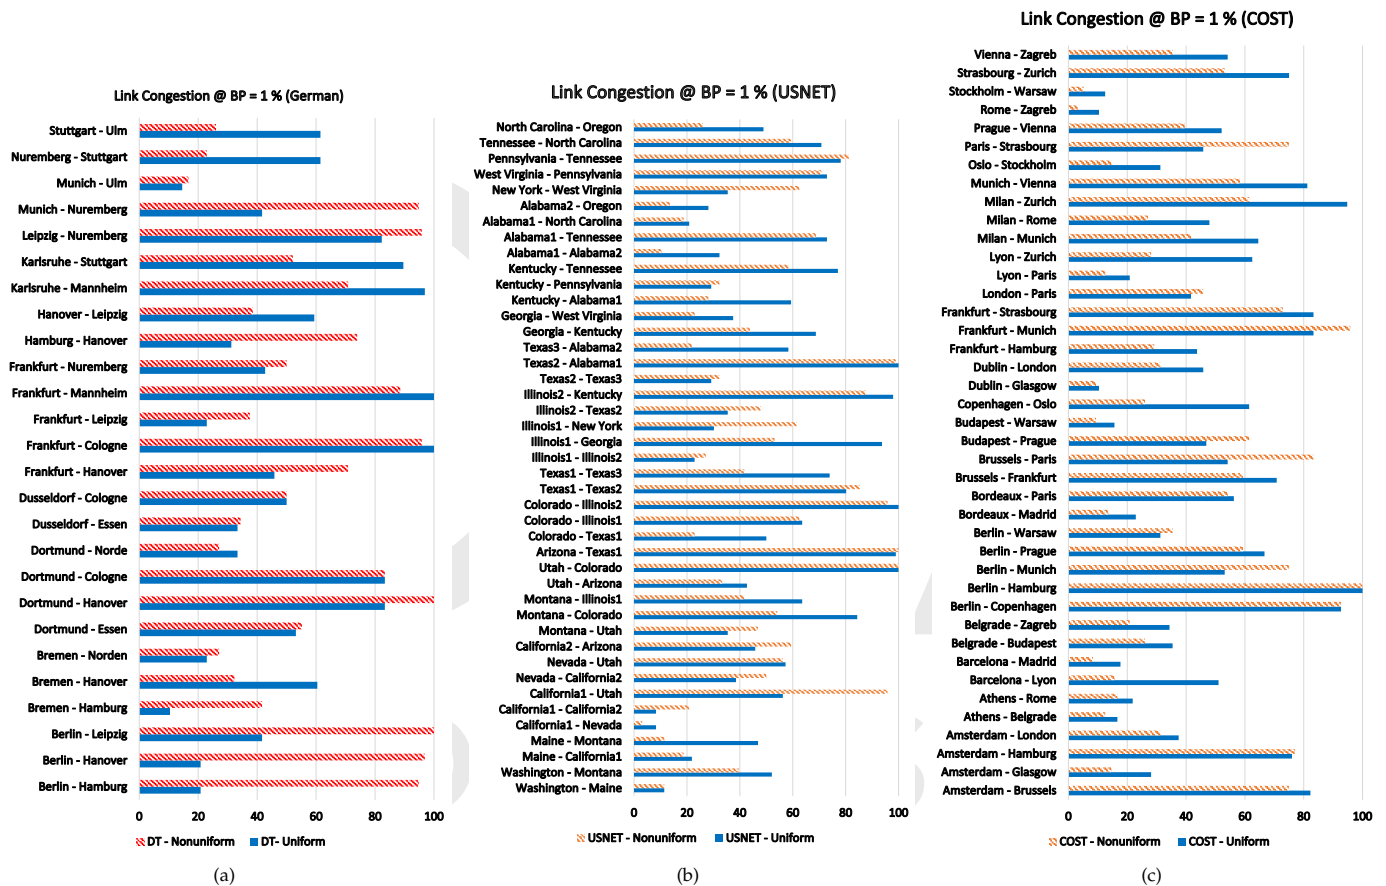 Link Congestion @ BP = 1 % (German)
Stuttgart - Ulm
Nuremberg - Stuttgart
Munich - Ulm
Munich - Nuremberg
Leipzig - Nuremberg
Karlsruhe - Stuttgart
Karlsruhe - Mannheim
Hanover - Leipzig
Hamburg - Hanover
Frankfurt - Nuremberg
Frankfurt - Mannheim
Frankfurt - Leipzig
Frankfurt - Cologne
Frankfurt - Hanover
Dusseldorf - Cologne
Dusseldorf - Essen
Dortmund - Norde
Dortmund - Cologne
Dortmund - Hanover
Dortmund - Essen
Bremen - Norden
Bremen - Hanover
Bremen - Hamburg
Berlin - Leipzig
Berlin - Hanover
Berlin - Hamburg
0 20 40 60 80 100
DT - Nonuniform DT- Uniform
(a)
Link Congestion @ BP = 1 % (USNET)
North Carolina - Oregon
Tennessee - North Carolina
Pennsylvania - Tennessee
West Virginia - Pennsylvania
New York - West Virginia
Alabama2 - Oregon
Alabama1 - North Carolina
Alabama1 - Tennessee
Alabama1 - Alabama2
Kentucky - Tennessee
Kentucky - Pennsylvania
Kentucky - Alabama1
Georgia - West Virginia
Georgia - Kentucky
Texas3 - Alabama2
Texas2 - Alabama1
Texas2 - Texas3
Illinois2 - Kentucky
Illinois2 - Texas2
Illinois1 - New York
Illinois1 - Georgia
Illinois1 - Illinois2
Texas1 - Texas3
Texas1 - Texas2
Colorado - Illinois2
Colorado - Illinois1
Colorado - Texas1
Arizona - Texas1
Utah - Colorado
Utah - Arizona
Montana - Illinois1
Montana - Colorado
Montana - Utah
California2 - Arizona
Nevada - Utah
Nevada - California2
California1 - Utah
California1 - California2
California1 - Nevada
Maine - Montana
Maine - California1
Washington - Montana
Washington - Maine
0 20 40 60 80 100
USNET - Nonuniform USNET - Uniform
(b)
Link Congestion @ BP = 1 % (COST)
Vienna - Zagreb
Strasbourg - Zurich
Stockholm - Warsaw
Rome - Zagreb
Prague - Vienna
Paris - Strasbourg
Oslo - Stockholm
Munich - Vienna
Milan - Zurich
Milan - Rome
Milan - Munich
Lyon - Zurich
Lyon - Paris
London - Paris
Frankfurt - Strasbourg
Frankfurt - Munich
Frankfurt - Hamburg
Dublin - London
Dublin - Glasgow
Copenhagen - Oslo
Budapest - Warsaw
Budapest - Prague
Brussels - Paris
Brussels - Frankfurt
Bordeaux - Paris
Bordeaux - Madrid
Berlin - Warsaw
Berlin - Prague
Berlin - Munich
Berlin - Hamburg
Berlin - Copenhagen
Belgrade - Zagreb
Belgrade - Budapest
Barcelona - Madrid
Barcelona - Lyon
Athens - Rome
Athens - Belgrade
Amsterdam - London
Amsterdam - Hamburg
Amsterdam - Glasgow
Amsterdam - Brussels
0 20 40 60 80 100
COST - Nonuniform COST - Uniform
(c)